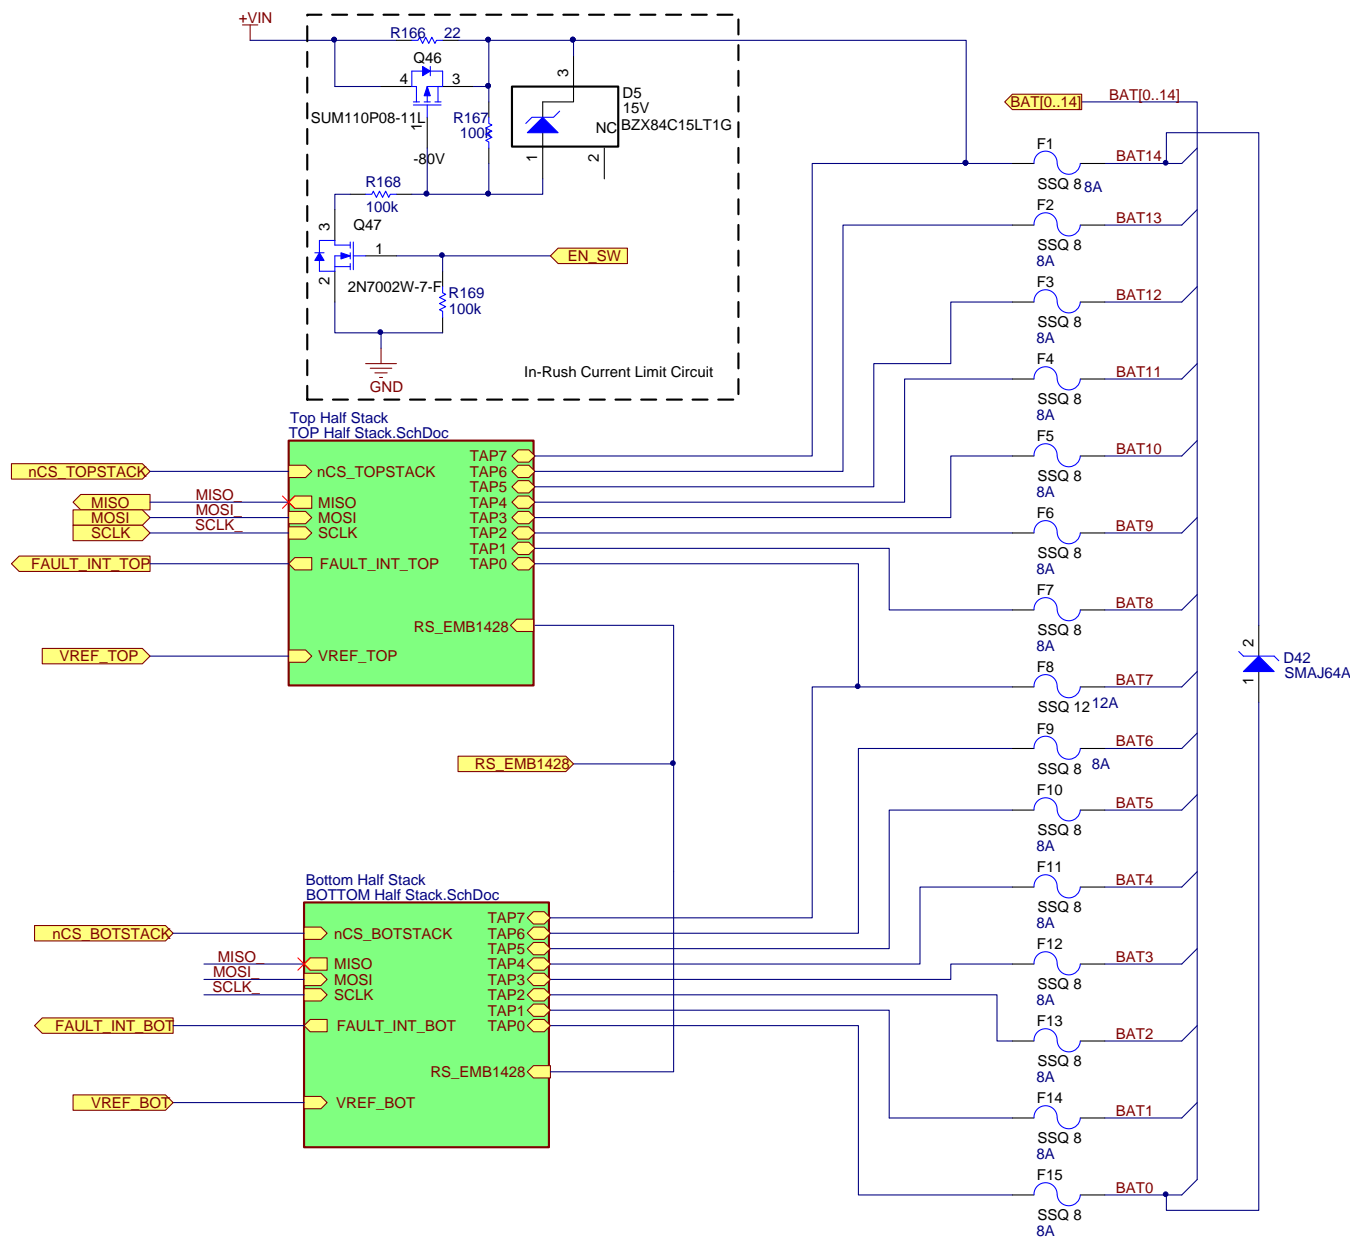 +VIN
R166 22
Q46
4 3
1
SUM110P08-11L
-80V
R167
100k
3
D5
15V
BZX84C15LT1G
NC
1
2
R168
100k
Q47
3
1
2
2N7002W-7-F
EN_SW
R169
100k
GND
In-Rush Current Limit Circuit
BAT[0..14] BAT[0..14]
F1 BAT14
SSQ 8 8A
F2 BAT13
SSQ 8
8A
F3 BAT12
SSQ 8
8A
F4 BAT11
SSQ 8
8A
F5 BAT10
SSQ 8
8A
F6 BAT9
SSQ 8
8A
F7 BAT8
SSQ 8
8A
F8 BAT7
SSQ 12 12A
F9 BAT6
SSQ 8 8A
F10 BAT5
SSQ 8
8A
F11 BAT4
SSQ 8
8A
F12 BAT3
SSQ 8
8A
F13 BAT2
SSQ 8
8A
F14 BAT1
SSQ 8
8A
F15 BAT0
SSQ 8
8A
2
D42
SMAJ64A
1
Top Half Stack
TOP Half Stack.SchDoc
TAP7
nCS_TOPSTACK nCS_TOPSTACK TAP6
TAP5
MISO MISO_ MISO TAP4
MOSI MOSI_ MOSI TAP3
SCLK SCLK_ SCLK TAP2
TAP1
FAULT_INT_TOP FAULT_INT_TOP TAP0
RS_EMB1428
VREF_TOP VREF_TOP
RS_EMB1428
Bottom Half Stack
BOTTOM Half Stack.SchDoc
TAP7
nCS_BOTSTACK nCS_BOTSTACK TAP6
TAP5
MISO_ MISO TAP4
MOSI_ MOSI TAP3
SCLK_ SCLK TAP2
TAP1
FAULT_INT_BOT FAULT_INT_BOT TAP0
RS_EMB1428
VREF_BOT VREF_BOT